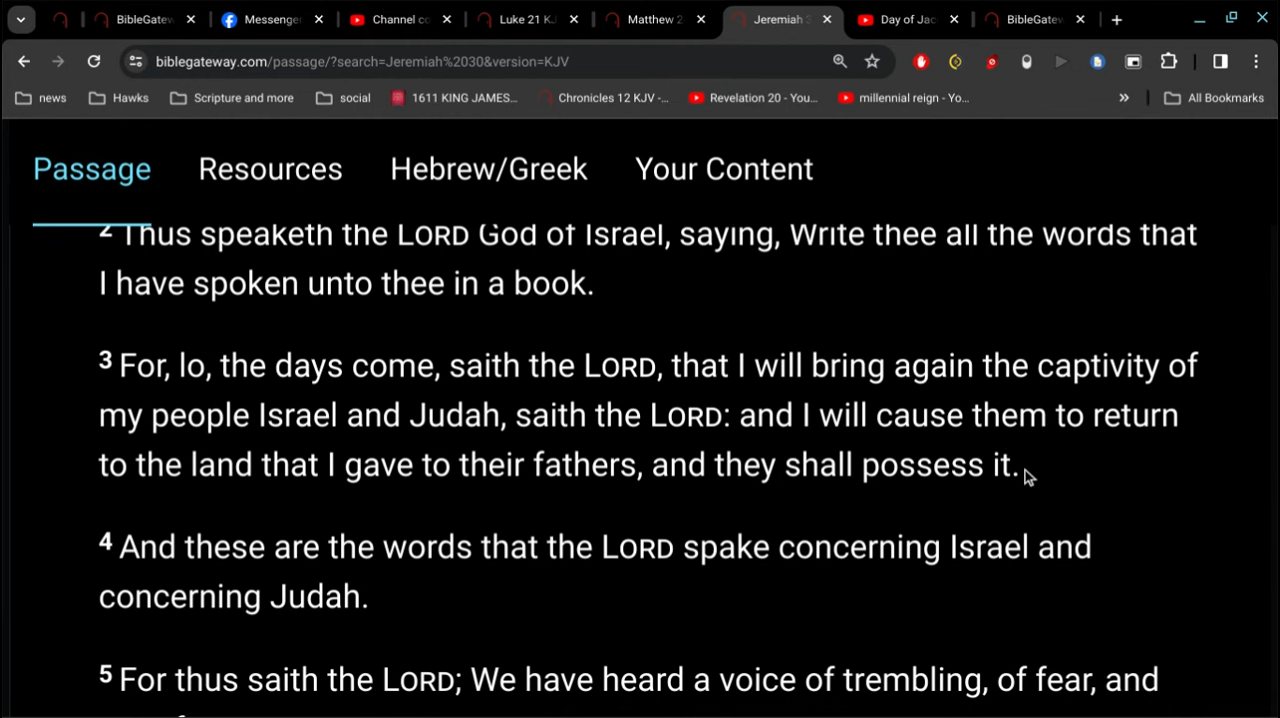 BibleGatew
Messenger
Channel co
Luke 21 KJ
Matthew 2
Jeremiah 3
Day of Jac
BibleGatew
biblegateway.com/passage/?search=Jeremiah%2030&version=KJV
news
Hawks
Scripture and more
social
1611 KING JAMES...
Chronicles 12 KJV -...
Revelation 20 - You...
millennial reign - Yo...
All Bookmarks
Passage Resources Hebrew/Greek Your Content
2 Thus speaketh the LORD God of Israel, saying, Write thee all the words that
I have spoken unto thee in a book.
3 For, lo, the days come, saith the LORD, that I will bring again the captivity of
my people Israel and Judah, saith the LORD: and I will cause them to return
to the land that I gave to their fathers, and they shall possess it.
4 And these are the words that the LORD spake concerning Israel and
concerning Judah.
5 For thus saith the LORD; We have heard a voice of trembling, of fear, and